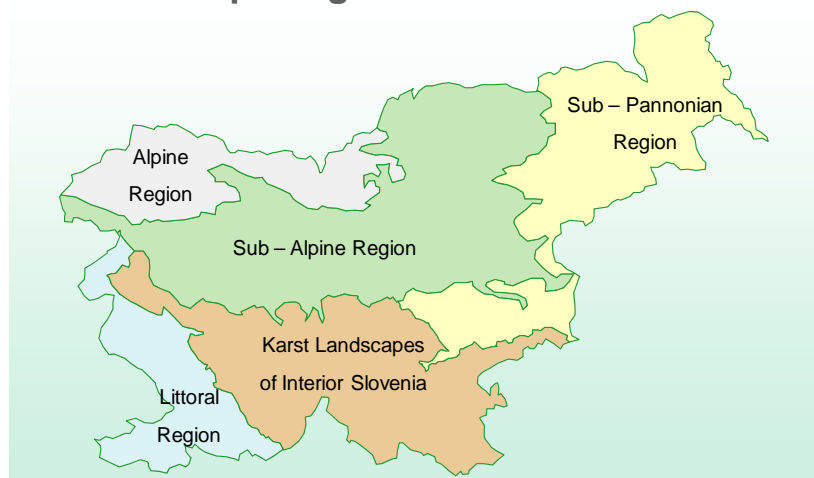 Sub – Pannonian
Region
Alpine
Region
Sub – Alpine Region
Karst Landscapes
of Interior Slovenia
Littoral
Region